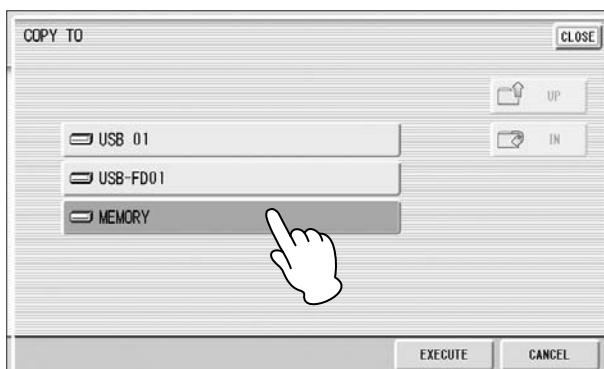 COPY TO
CLOSE
UP
USB 01
IN
USB-FD01
MEMORY
EXECUTE
CANCEL